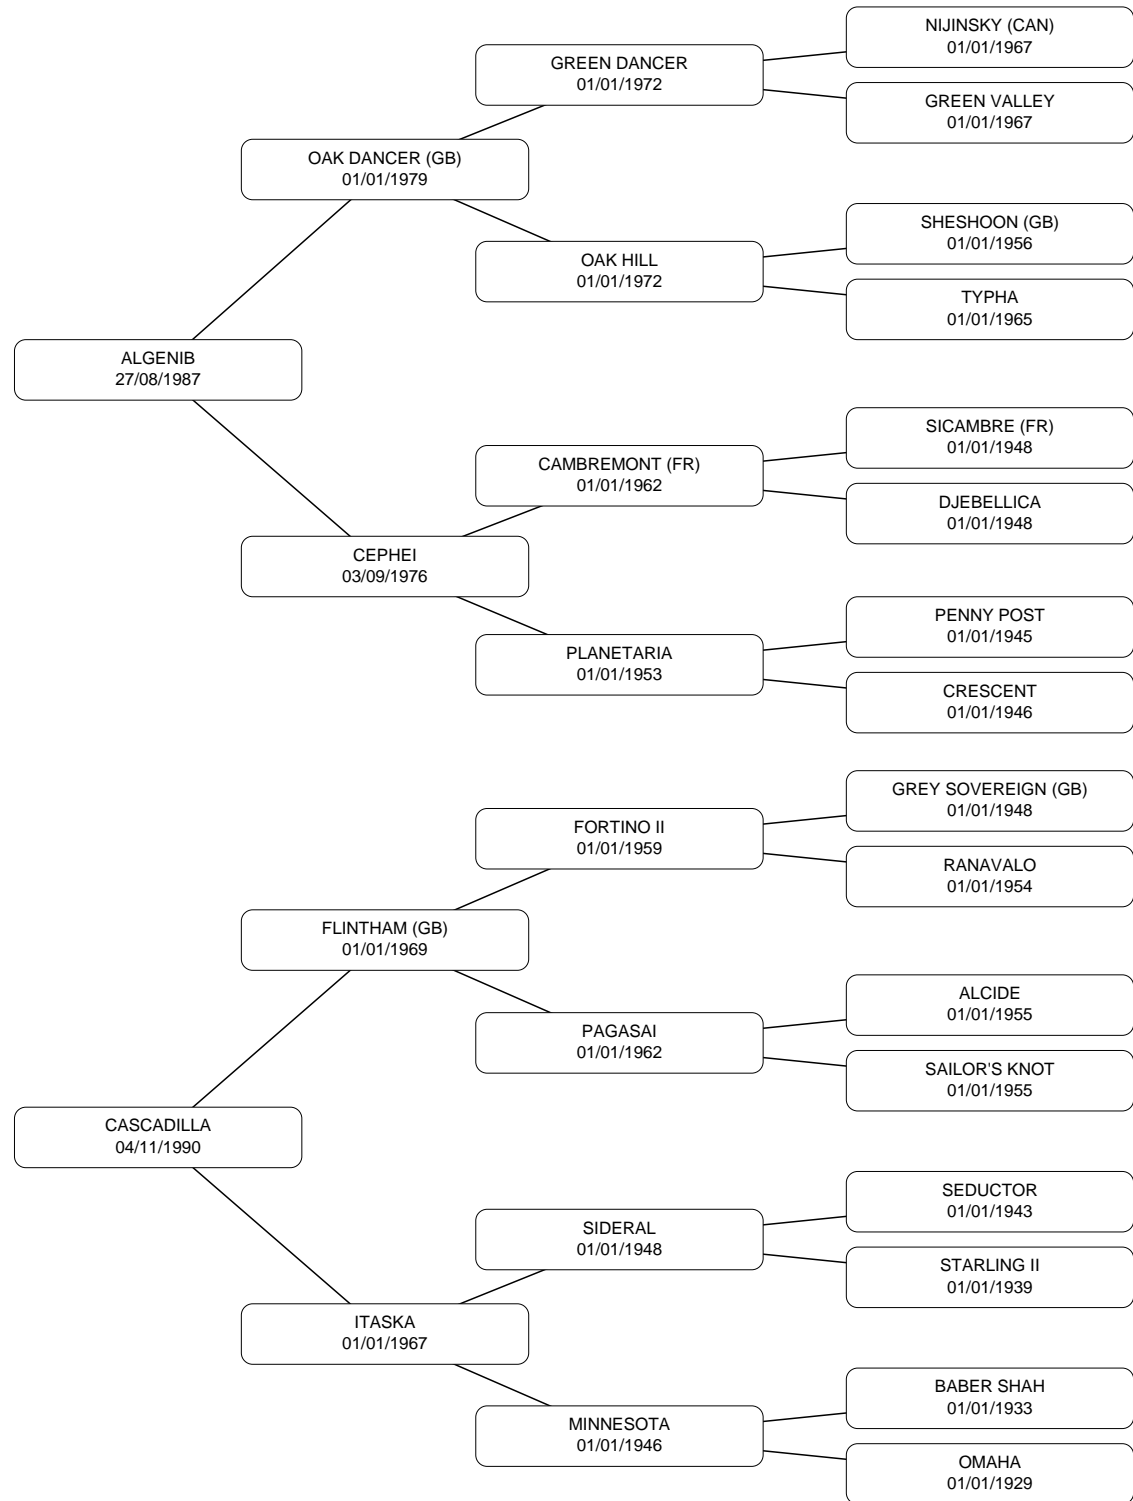 NIJINSKY (CAN)
01/01/1967
GREEN DANCER
01/01/1972
GREEN VALLEY
01/01/1967
OAK DANCER (GB)
01/01/1979
SHESHOON (GB)
01/01/1956
OAK HILL
01/01/1972
TYPHA
01/01/1965
ALGENIB
27/08/1987
SICAMBRE (FR)
01/01/1948
CAMBREMONT (FR)
01/01/1962
DJEBELLICA
01/01/1948
CEPHEI
03/09/1976
PENNY POST
01/01/1945
PLANETARIA
01/01/1953
CRESCENT
01/01/1946
GREY SOVEREIGN (GB)
01/01/1948
FORTINO II
01/01/1959
RANAVALO
01/01/1954
FLINTHAM (GB)
01/01/1969
ALCIDE
01/01/1955
PAGASAI
01/01/1962
SAILOR'S KNOT
01/01/1955
CASCADILLA
04/11/1990
SEDUCTOR
01/01/1943
SIDERAL
01/01/1948
STARLING II
01/01/1939
ITASKA
01/01/1967
BABER SHAH
01/01/1933
MINNESOTA
01/01/1946
OMAHA
01/01/1929